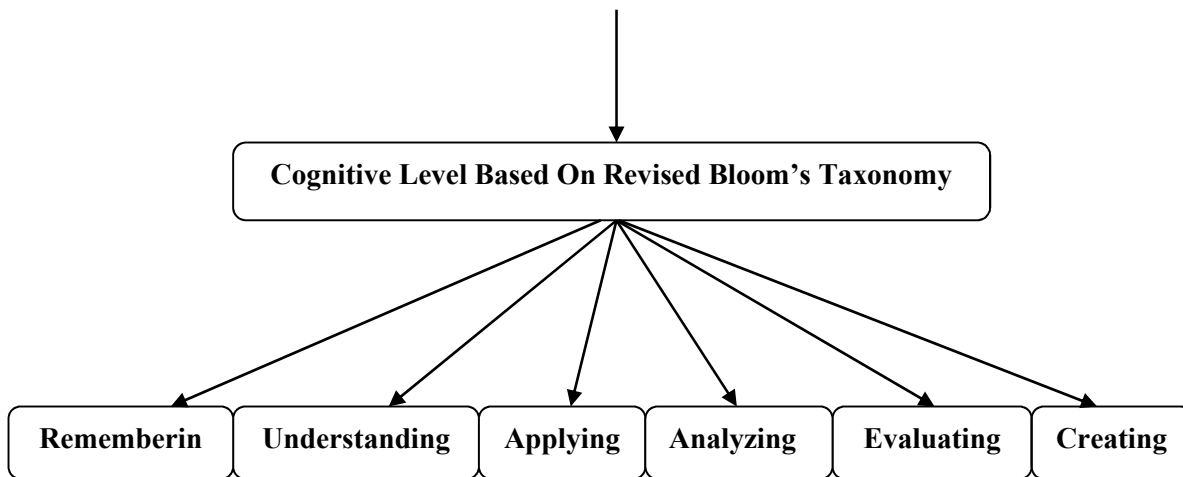 Cognitive Level Based On Revised Bloom’s Taxonomy
Rememberin Understanding Applying Analyzing Evaluating Creating